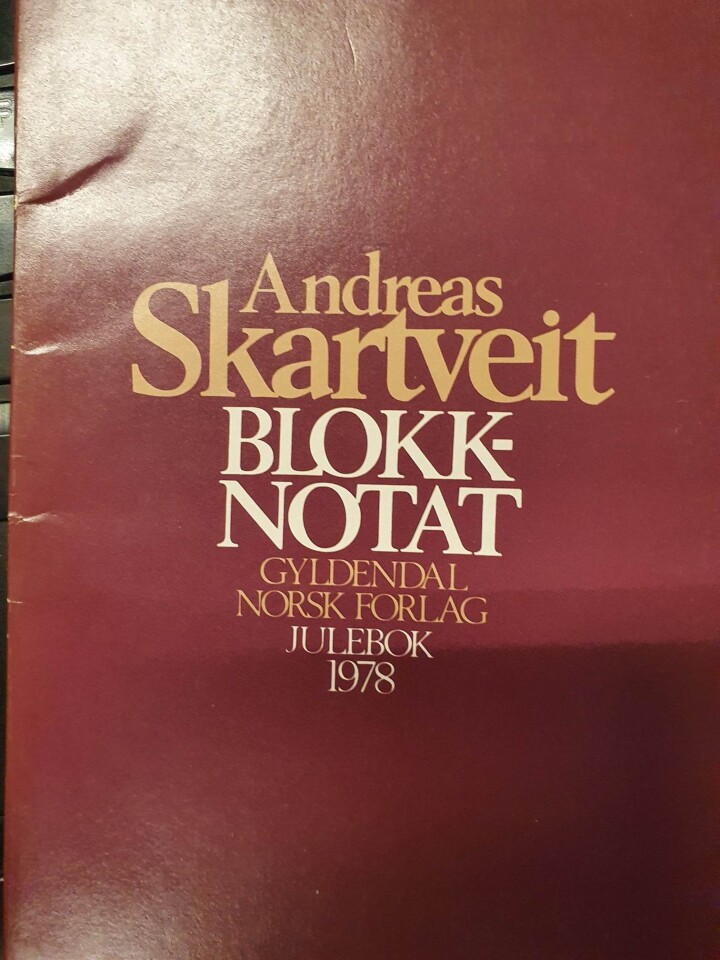 Andreas
Skartveit
BLOKK-
NOTAT
GYLDENDAL
NORSK FORLAG
JULEBOK
1978